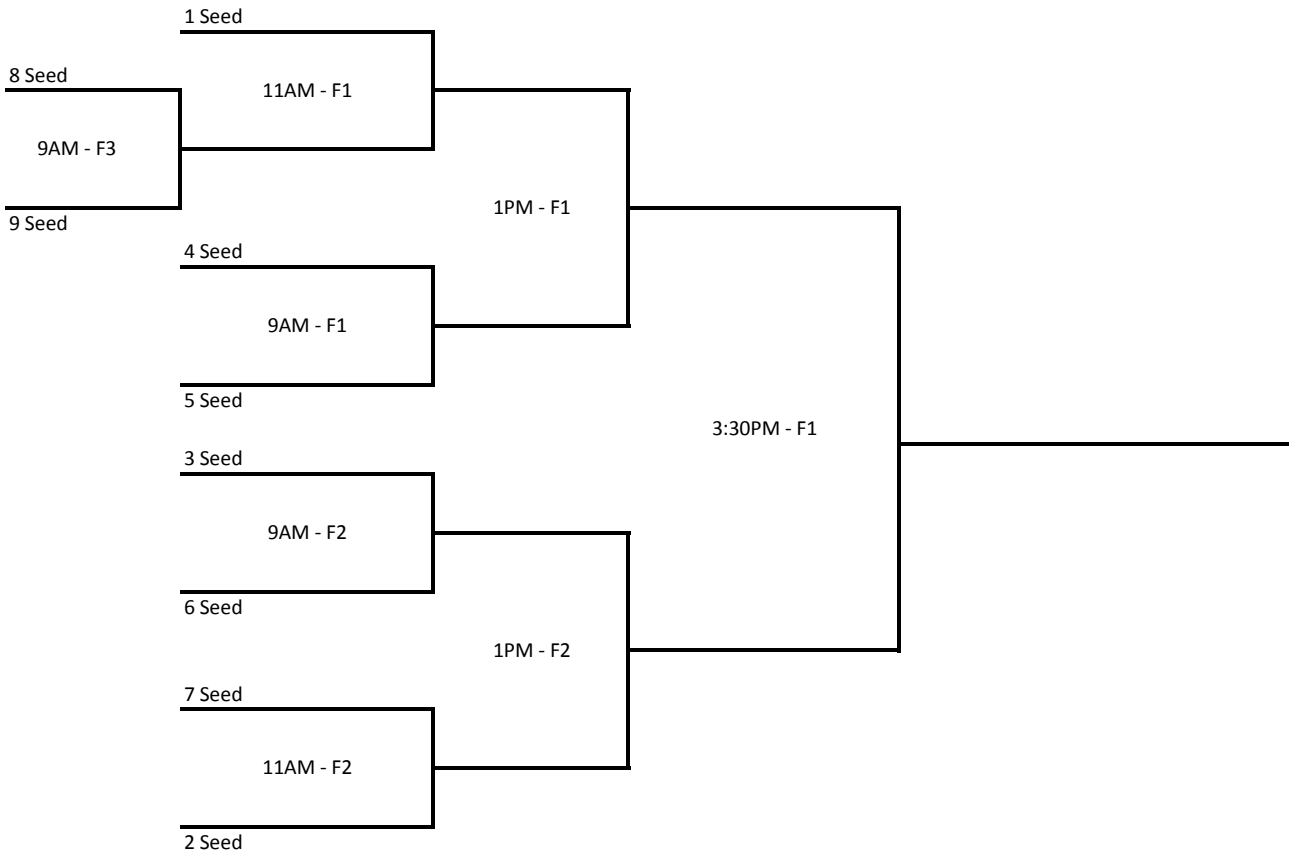 1 Seed
8 Seed
11AM - F1
9AM - F3
1PM - F1
9 Seed
4 Seed
9AM - F1
5 Seed
3:30PM - F1
3 Seed
9AM - F2
6 Seed
1PM - F2
7 Seed
11AM - F2
2 Seed